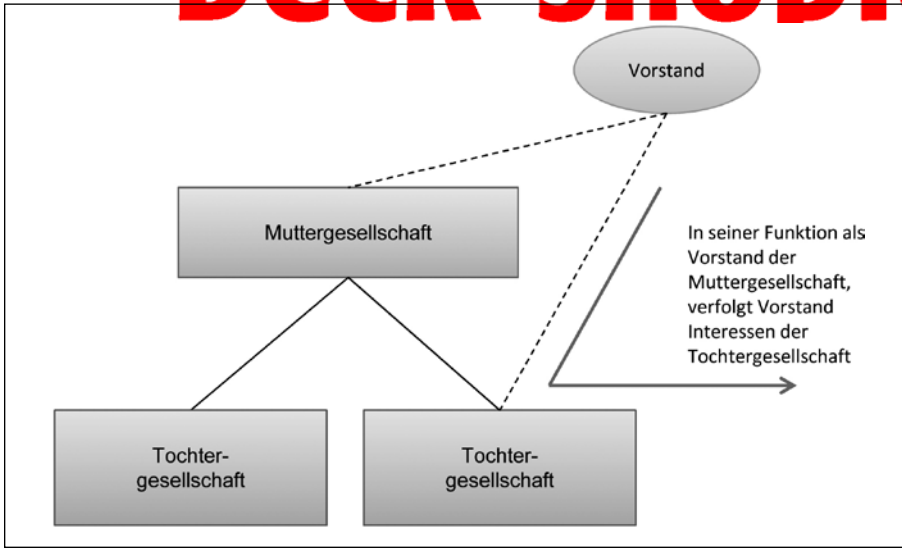 Vorstand
Muttergesellschaft
In seiner Funktion als
Vorstand der
Muttergesellschaft,
verfolgt Vorstand
Interessen der
Tochtergesellschaft
Tochter-
gesellschaft
Tochter-
gesellschaft